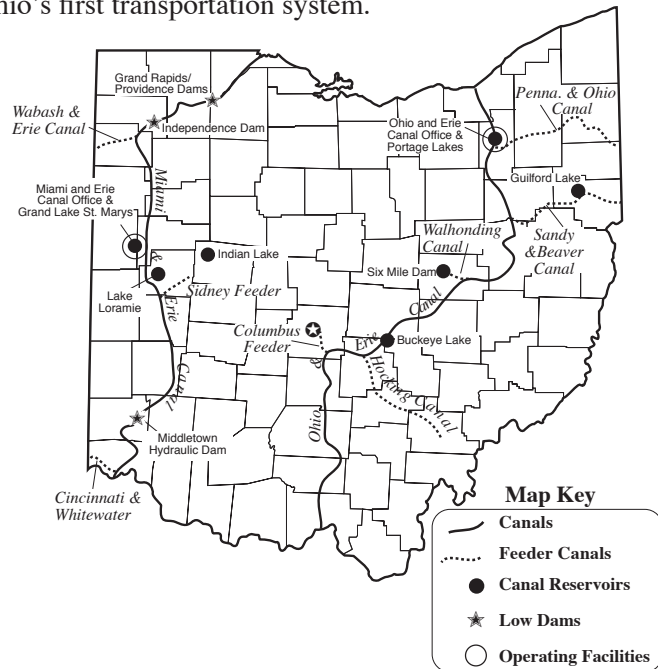 nio's first transportation system.
Grand Rapids/
Providence Dams
Wabash &
Erie Canal
Independence Dam
Penna. & Ohio
Canal
Ohio and Erie
Canal Office &
Portage Lakes
Guilford Lake
Miami and Erie
Canal Office &
Grand Lake St. Marys
Miami
&
Erie
Canal
Walhonding
Canal
Sandy
&Beaver
Canal
Indian Lake
Six Mile Dam
Lake
Loramie
Sidney Feeder
Columbus
Feeder
Ohio
&
Erie
Canal
Buckeye Lake
Hocking Canal
Middletown
Hydraulic Dam
Cincinnati &
Whitewater
Map Key
Canals
Feeder Canals
Canal Reservoirs
Low Dams
Operating Facilities